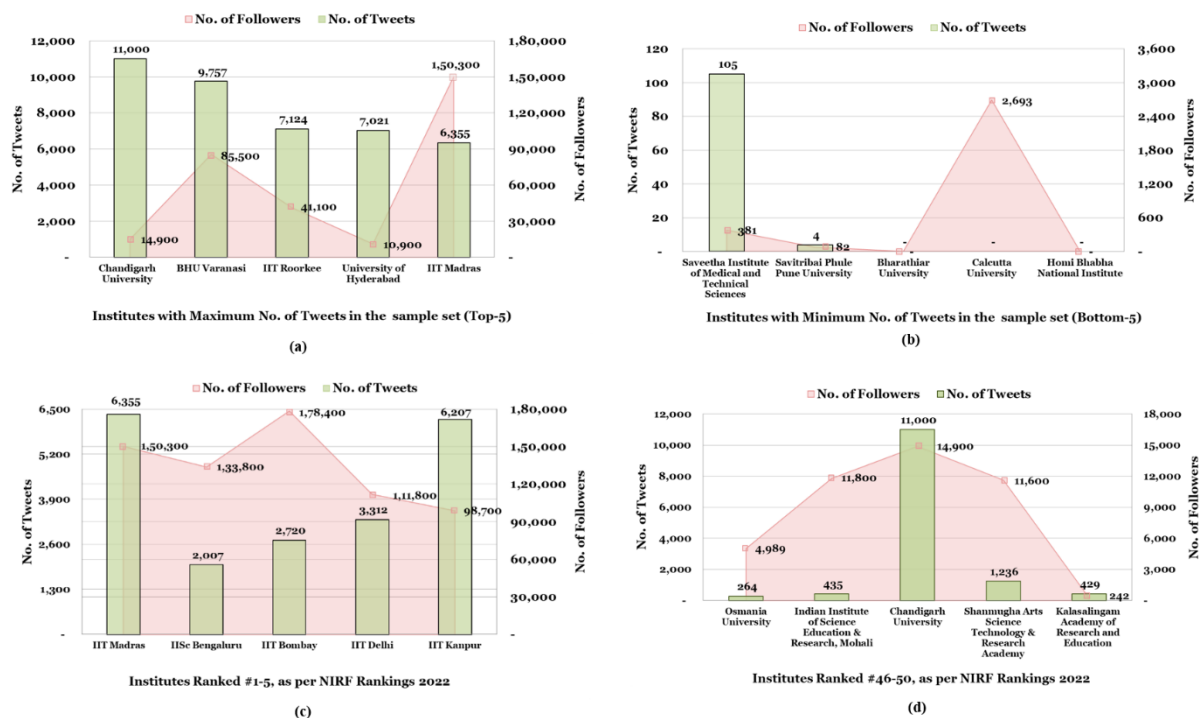 No. of Followers No. of Tweets
12,000 1,80,000
10,000 1,50,000
8,000 1,20,000
6,000 90,000
4,000 60,000
2,000 30,000
- -
No. of Tweets
No. of Followers
11,000 9,757 7,124 7,021 6,355
14,900 85,500 41,100 10,900 1,50,300
Chandigarh BHU Varanasi IIT Roorkee University of IIT Madras
University Hyderabad
Institutes with Maximum No. of Tweets in the sample set (Top-5)
(a)
No. of Followers No. of Tweets
120 3,600
100 3,000
80 2,400
60 1,800
40 1,200
20 600
- -
No. of Tweets
No. of Followers
105 4 - - -
381 82 - 2,693 -
Saveetha Institute Savitribai Phule Bharathiar Calcutta Homi Bhabha
of Medical and Pune University University University National Institute
Technical
Sciences
Institutes with Minimum No. of Tweets in the sample set (Bottom-5)
(b)
No. of Followers No. of Tweets
6,500 1,80,000
5,200 1,50,000
3,900 1,20,000
2,600 90,000
1,300 60,000
- 30,000
-
No. of Tweets
No. of Followers
6,355 2,007 2,720 3,312 6,207
1,50,300 1,33,800 1,78,400 1,11,800 98,700
IIT Madras IISc Bengaluru IIT Bombay IIT Delhi IIT Kanpur
Institutes Ranked #1-5, as per NIRF Rankings 2022
(c)
No. of Followers No. of Tweets
12,000 18,000
10,000 15,000
8,000 12,000
6,000 9,000
4,000 6,000
2,000 3,000
- -
No. of Tweets
No. of Followers
264 435 11,000 1,236 429
4,989 11,800 14,900 11,600 242
Osmania Indian Institute Chandigarh Shanmugha Arts Kalasalingam
University of Science University Science Academy of
Education & Technology & Research and
Research, Mohali Research Education
Academy
Institutes Ranked #46-50, as per NIRF Rankings 2022
(d)